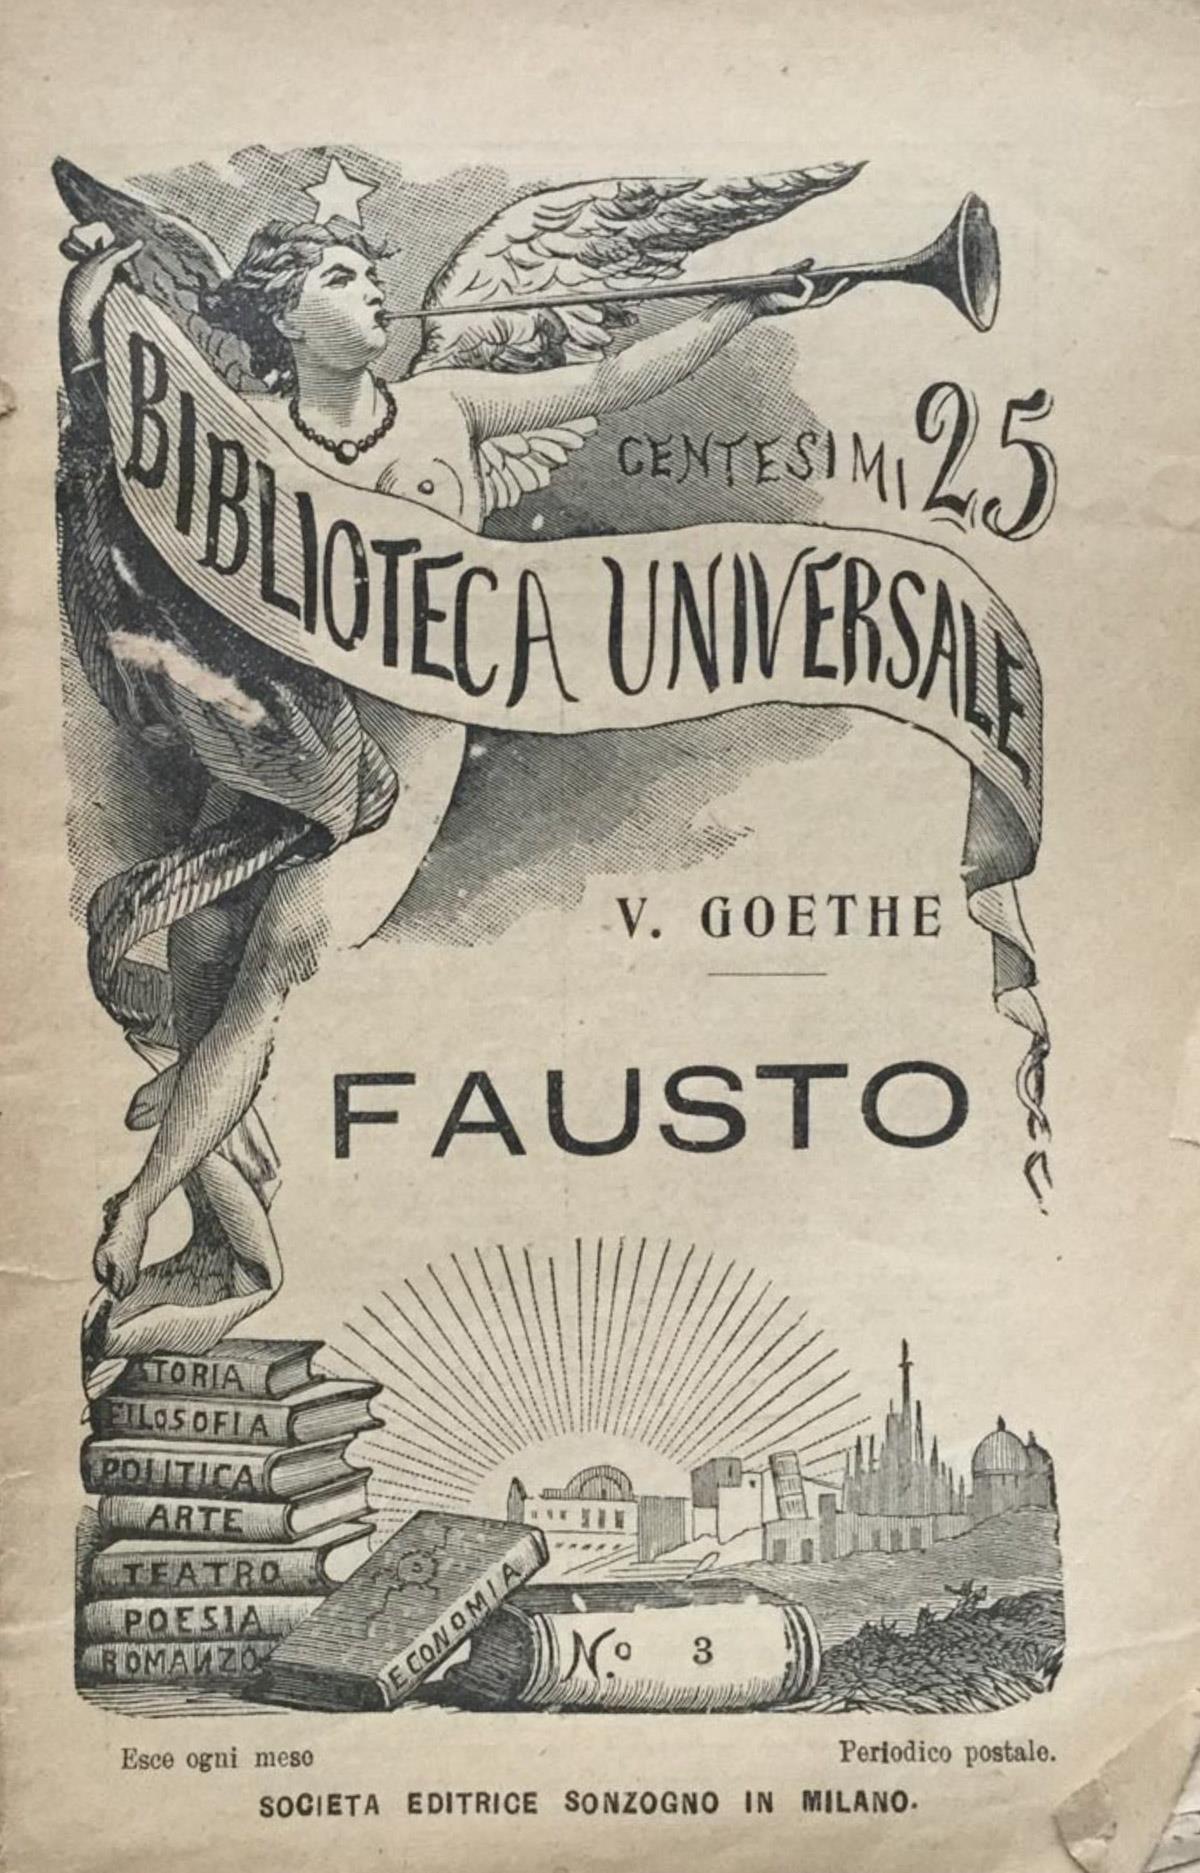 CENTESIMI 25
BIBLIOTECA UNIVERSALE
V. GOETHE
FAUSTO
STORIA
FILOSOFIA
POLITICA
ARTE
TEATRO
POESIA
ROMANZO
ECONOMIA
N.o 3
Esce ogni mese
Periodico postale.
SOCIETA EDITRICE SONZOGNO IN MILANO.